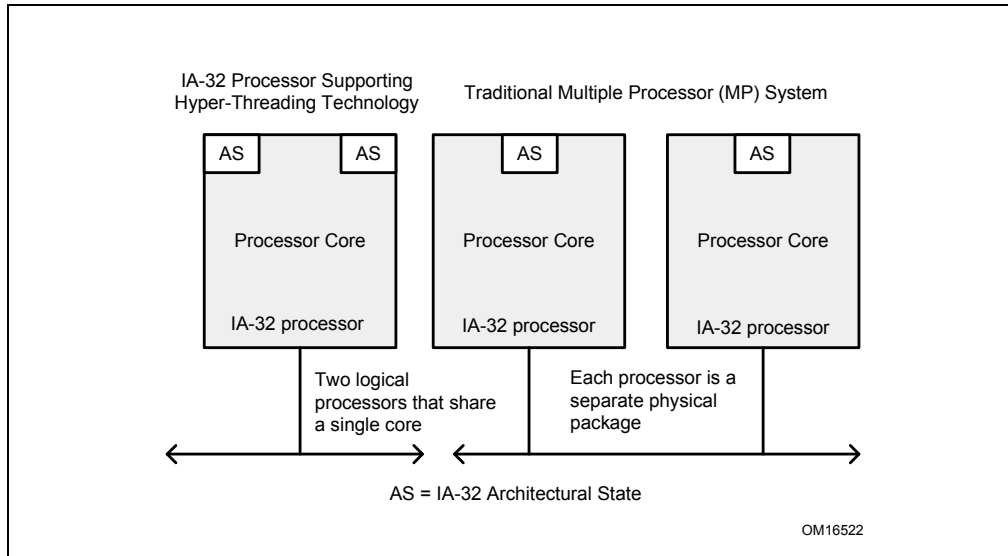 IA-32 Processor Supporting
Hyper-Threading Technology
Traditional Multiple Processor (MP) System
AS
AS
AS
AS
Processor Core
Processor Core
Processor Core
IA-32 processor
IA-32 processor
IA-32 processor
Two logical
processors that share
a single core
Each processor is a
separate physical
package
AS = IA-32 Architectural State
OM16522